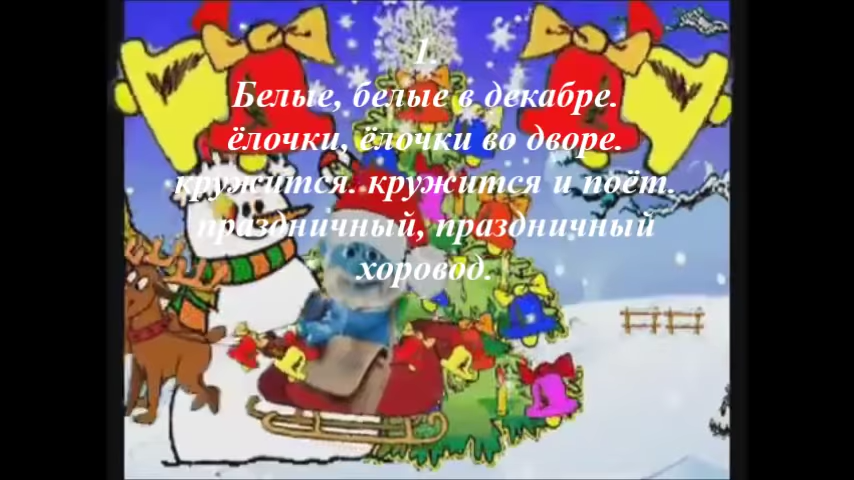 1.
Белые, белые в декабре.
ёлочки, ёлочки во дворе.
кружится. кружится и поёт.
праздничный, праздничный
хоровод.